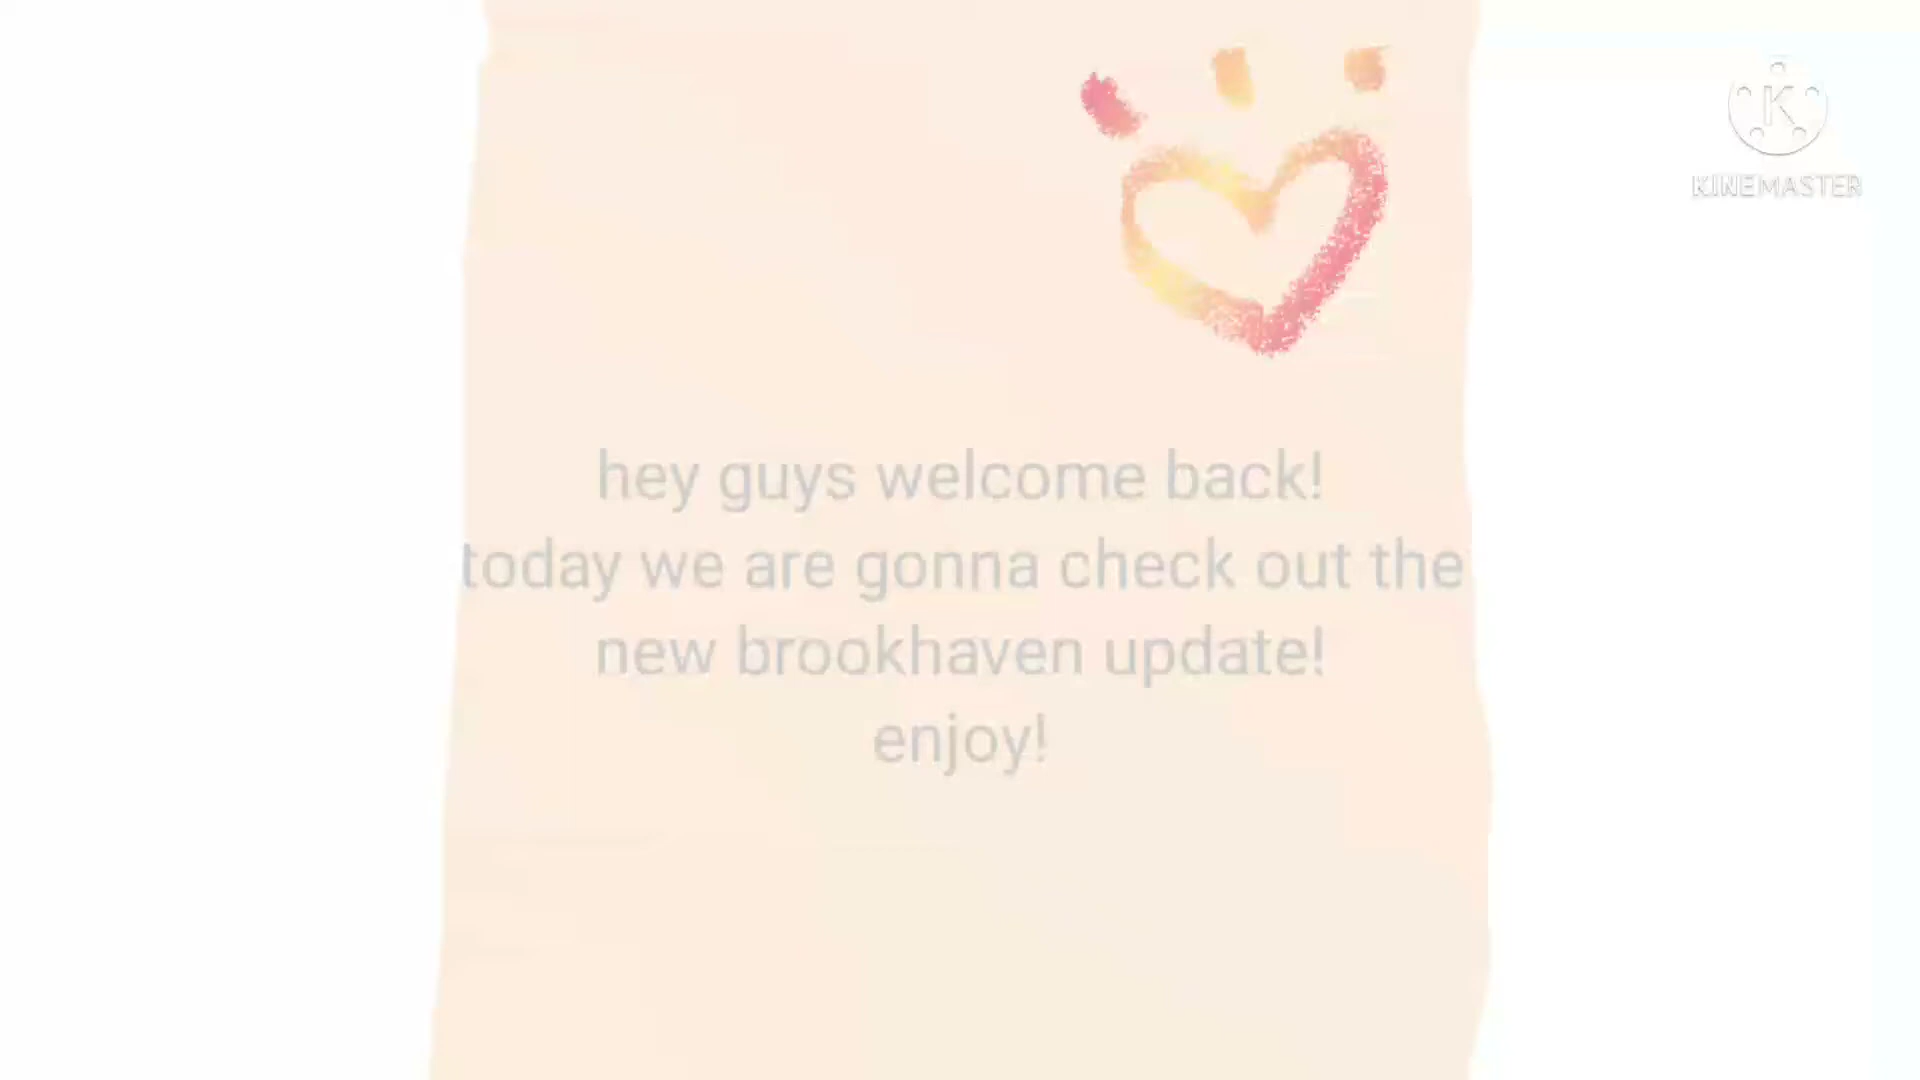 K
KINEMASTER
hey guys welcome back!
today we are gonna check out the
new brookhaven update!
enjoy!